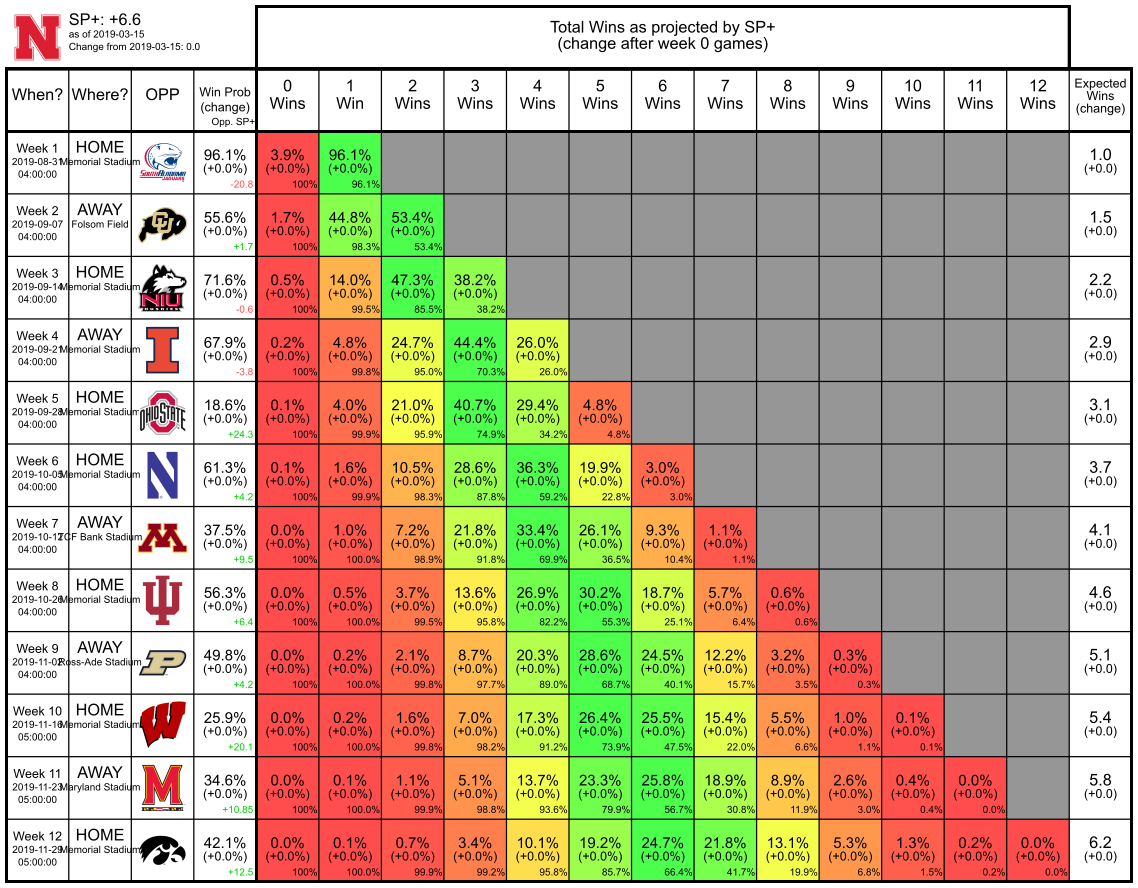 N
SP+: +6.6
as of 2019-03-15
Change from 2019-03-15: 0.0
Total Wins as projected by SP+
(change after week 0 games)
When? Where? OPP Win Prob (change) Opp. SP+ 0 Wins 1 Win 2 Wins 3 Wins 4 Wins 5 Wins 6 Wins 7 Wins 8 Wins 9 Wins 10 Wins 11 Wins 12 Wins Expected Wins (change)
Week 1 HOME 96.1% 3.9% 96.1% 1.0
2019-08-31 Memorial Stadium SOUTH ALABAMA JAGUARS (+0.0%) (+0.0%) (+0.0%) (+0.0)
04:00:00 -20.8 100% 96.1%
Week 2 AWAY CU 55.6% 1.7% 44.8% 53.4% 1.5
2019-09-07 Folsom Field (+0.0%) (+0.0%) (+0.0%) (+0.0%) (+0.0)
04:00:00 +1.7 100% 98.3% 53.4%
Week 3 HOME 71.6% 0.5% 14.0% 47.3% 38.2% 2.2
2019-09-14 Memorial Stadium NIU (+0.0%) (+0.0%) (+0.0%) (+0.0%) (+0.0%) (+0.0)
04:00:00 -0.6 100% 99.5% 85.5% 38.2%
Week 4 AWAY I 67.9% 0.2% 4.8% 24.7% 44.4% 26.0% 2.9
2019-09-21 Memorial Stadium (+0.0%) (+0.0%) (+0.0%) (+0.0%) (+0.0%) (+0.0%) (+0.0)
04:00:00 -3.8 100% 99.8% 95.0% 70.3% 26.0%
Week 5 HOME 18.6% 0.1% 4.0% 21.0% 40.7% 29.4% 4.8% 3.1
2019-09-28 Memorial Stadium OHIO STATE (+0.0%) (+0.0%) (+0.0%) (+0.0%) (+0.0%) (+0.0%) (+0.0%) (+0.0)
04:00:00 +24.3 100% 99.9% 95.9% 74.9% 34.2% 4.8%
Week 6 HOME N 61.3% 0.1% 1.6% 10.5% 28.6% 36.3% 19.9% 3.0% 3.7
2019-10-05 Memorial Stadium (+0.0%) (+0.0%) (+0.0%) (+0.0%) (+0.0%) (+0.0%) (+0.0%) (+0.0%) (+0.0)
04:00:00 +4.2 100% 99.9% 98.3% 87.8% 59.2% 22.8% 3.0%
Week 7 AWAY M 37.5% 0.0% 1.0% 7.2% 21.8% 33.4% 26.1% 9.3% 1.1% 4.1
2019-10-12 TCF Bank Stadium (+0.0%) (+0.0%) (+0.0%) (+0.0%) (+0.0%) (+0.0%) (+0.0%) (+0.0%) (+0.0%) (+0.0)
04:00:00 +9.5 100% 100.0% 98.9% 91.8% 69.9% 36.5% 10.4% 1.1%
Week 8 HOME 56.3% 0.0% 0.5% 3.7% 13.6% 26.9% 30.2% 18.7% 5.7% 0.6% 4.6
2019-10-26 Memorial Stadium (+0.0%) (+0.0%) (+0.0%) (+0.0%) (+0.0%) (+0.0%) (+0.0%) (+0.0%) (+0.0%) (+0.0%) (+0.0)
04:00:00 +6.4 100% 100.0% 99.5% 95.8% 82.2% 55.3% 25.1% 6.4% 0.6%
Week 9 AWAY P 49.8% 0.0% 0.2% 2.1% 8.7% 20.3% 28.6% 24.5% 12.2% 3.2% 0.3% 5.1
2019-11-02 Ross-Ade Stadium (+0.0%) (+0.0%) (+0.0%) (+0.0%) (+0.0%) (+0.0%) (+0.0%) (+0.0%) (+0.0%) (+0.0%) (+0.0%) (+0.0)
04:00:00 +4.2 100% 100.0% 99.8% 97.7% 89.0% 68.7% 40.1% 15.7% 3.5% 0.3%
Week 10 HOME W 25.9% 0.0% 0.2% 1.6% 7.0% 17.3% 26.4% 25.5% 15.4% 5.5% 1.0% 0.1% 5.4
2019-11-16 Memorial Stadium (+0.0%) (+0.0%) (+0.0%) (+0.0%) (+0.0%) (+0.0%) (+0.0%) (+0.0%) (+0.0%) (+0.0%) (+0.0%) (+0.0%) (+0.0)
05:00:00 +20.1 100% 100.0% 99.8% 98.2% 91.2% 73.9% 47.5% 22.0% 6.6% 1.1% 0.1%
Week 11 AWAY M 34.6% 0.0% 0.1% 1.1% 5.1% 13.7% 23.3% 25.8% 18.9% 8.9% 2.6% 0.4% 0.0% 5.8
2019-11-23 Maryland Stadium (+0.0%) (+0.0%) (+0.0%) (+0.0%) (+0.0%) (+0.0%) (+0.0%) (+0.0%) (+0.0%) (+0.0%) (+0.0%) (+0.0%) (+0.0%) (+0.0)
05:00:00 +10.85 100% 100.0% 99.9% 98.8% 93.6% 79.9% 56.7% 30.8% 11.9% 3.0% 0.4% 0.0%
Week 12 HOME 42.1% 0.0% 0.1% 0.7% 3.4% 10.1% 19.2% 24.7% 21.8% 13.1% 5.3% 1.3% 0.2% 0.0% 6.2
2019-11-29 Memorial Stadium (+0.0%) (+0.0%) (+0.0%) (+0.0%) (+0.0%) (+0.0%) (+0.0%) (+0.0%) (+0.0%) (+0.0%) (+0.0%) (+0.0%) (+0.0%) (+0.0%) (+0.0)
05:00:00 +12.5 100% 100.0% 99.9% 99.2% 95.8% 85.7% 66.4% 41.7% 19.9% 6.8% 1.5% 0.2% 0.0%